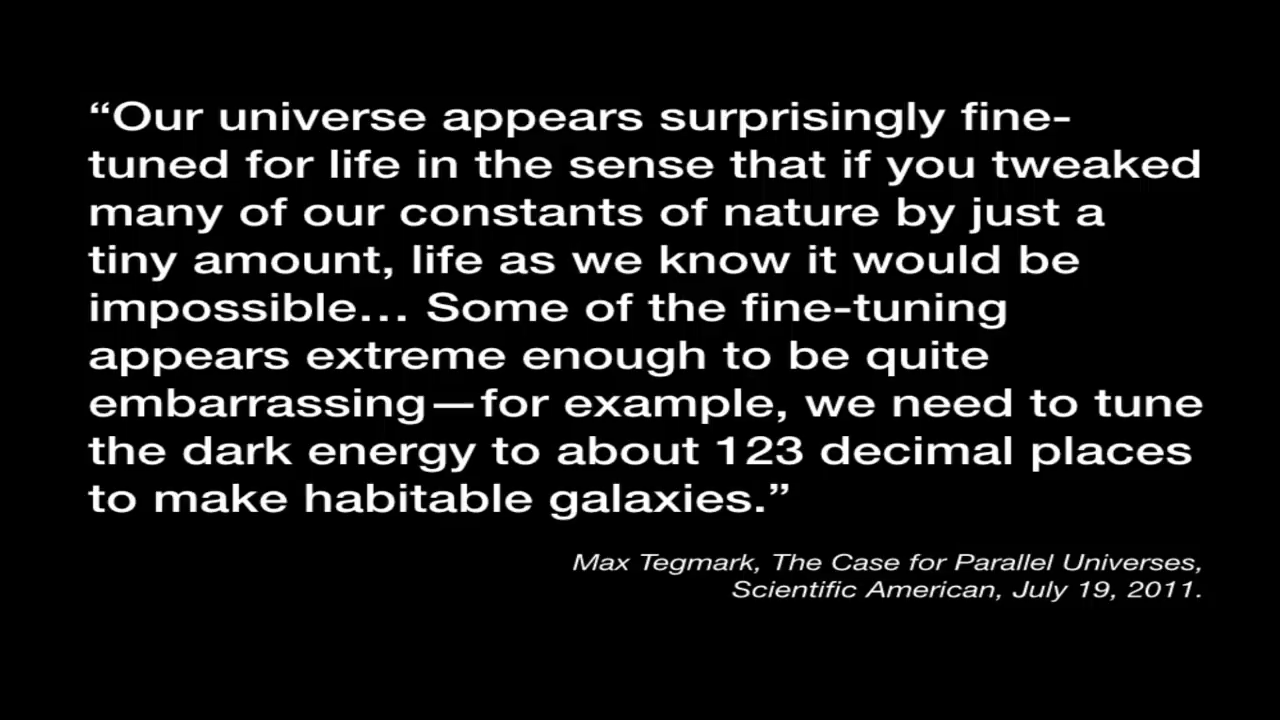 “Our universe appears surprisingly fine-
tuned for life in the sense that if you tweaked
many of our constants of nature by just a
tiny amount, life as we know it would be
impossible… Some of the fine-tuning
appears extreme enough to be quite
embarrassing—for example, we need to tune
the dark energy to about 123 decimal places
to make habitable galaxies.”
Max Tegmark, The Case for Parallel Universes,
Scientific American, July 19, 2011.